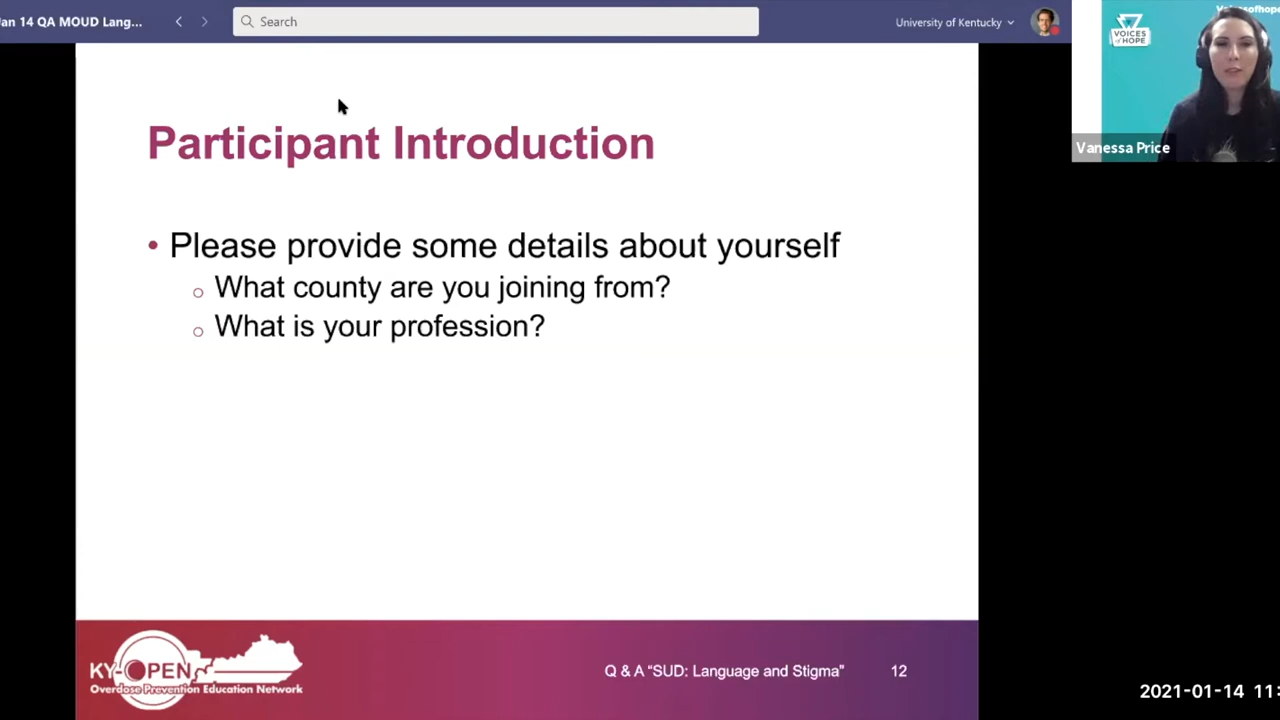 an 14 QA MOUD Lang...
Search
University of Kentucky
VOICES
of HOPE
Vanessa Price
Participant Introduction
• Please provide some details about yourself
○ What county are you joining from?
○ What is your profession?
KY-OPEN
Overdose Prevention Education Network
Q & A “SUD: Language and Stigma”
12
2021-01-14 11: